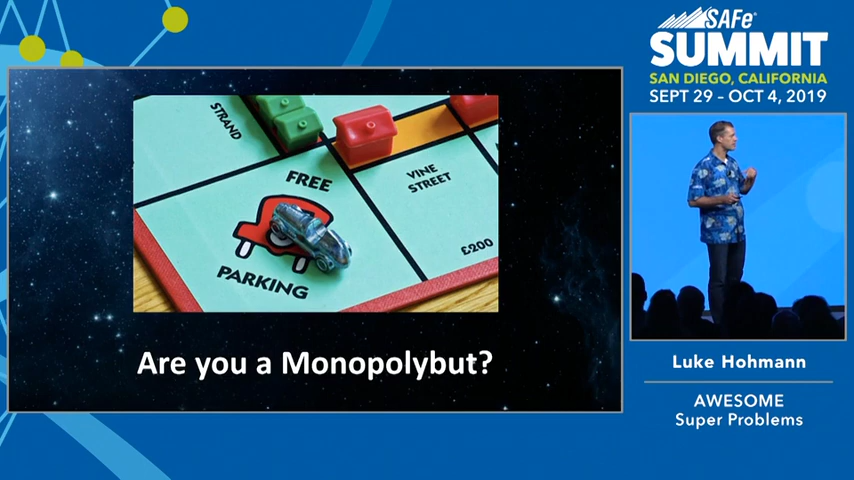 SAFe®
SUMMIT
SAN DIEGO, CALIFORNIA
SEPT 29 – OCT 4, 2019
STRAND
FREE
PARKING
VINE
STREET
£200
Are you a Monopolybut?
Luke Hohmann
AWESOME
Super Problems